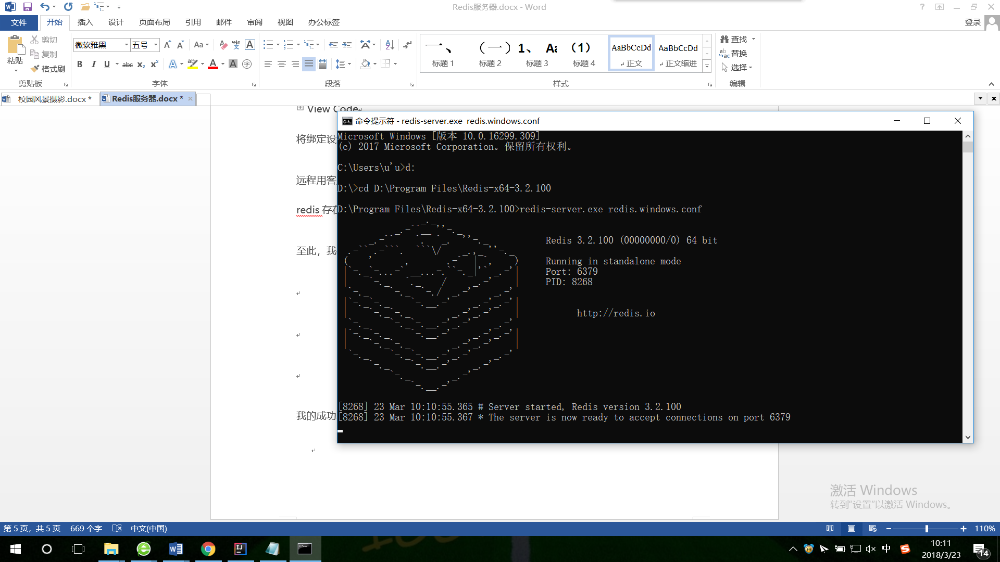 Redis服务器.docx - Word
文件 开始 插入 设计 页面布局 引用 邮件 审阅 视图 办公标签 登录
粘贴 剪切 复制 格式刷
微软雅黑 五号
一、 （一） 1、 Aa （1） AaBbCcDd AaBbCcDd
标题 1 标题 2 标题 3 标题 4 正文 正文缩进
查找 替换 选择
剪贴板 字体 段落 样式 编辑
校园风景摄影.docx * Redis服务器.docx *
View Code
将绑定设
远程用客
redis 存在
至此，我
我的成功
命令提示符 - redis-server.exe  redis.windows.conf
Microsoft Windows [版本 10.0.16299.309]
(c) 2017 Microsoft Corporation。保留所有权利。
C:\Users\u'u>d:
D:\>cd D:\Program Files\Redis-x64-3.2.100
D:\Program Files\Redis-x64-3.2.100>redis-server.exe redis.windows.conf
Redis 3.2.100 (00000000/0) 64 bit
Running in standalone mode
Port: 6379
PID: 8268
http://redis.io
[8268] 23 Mar 10:10:55.365 # Server started, Redis version 3.2.100
[8268] 23 Mar 10:10:55.367 * The server is now ready to accept connections on port 6379
激活 Windows
转到"设置"以激活 Windows。
第 5 页，共 5 页 669 个字 中文(中国) 110%
中 10:11
2018/3/23
14